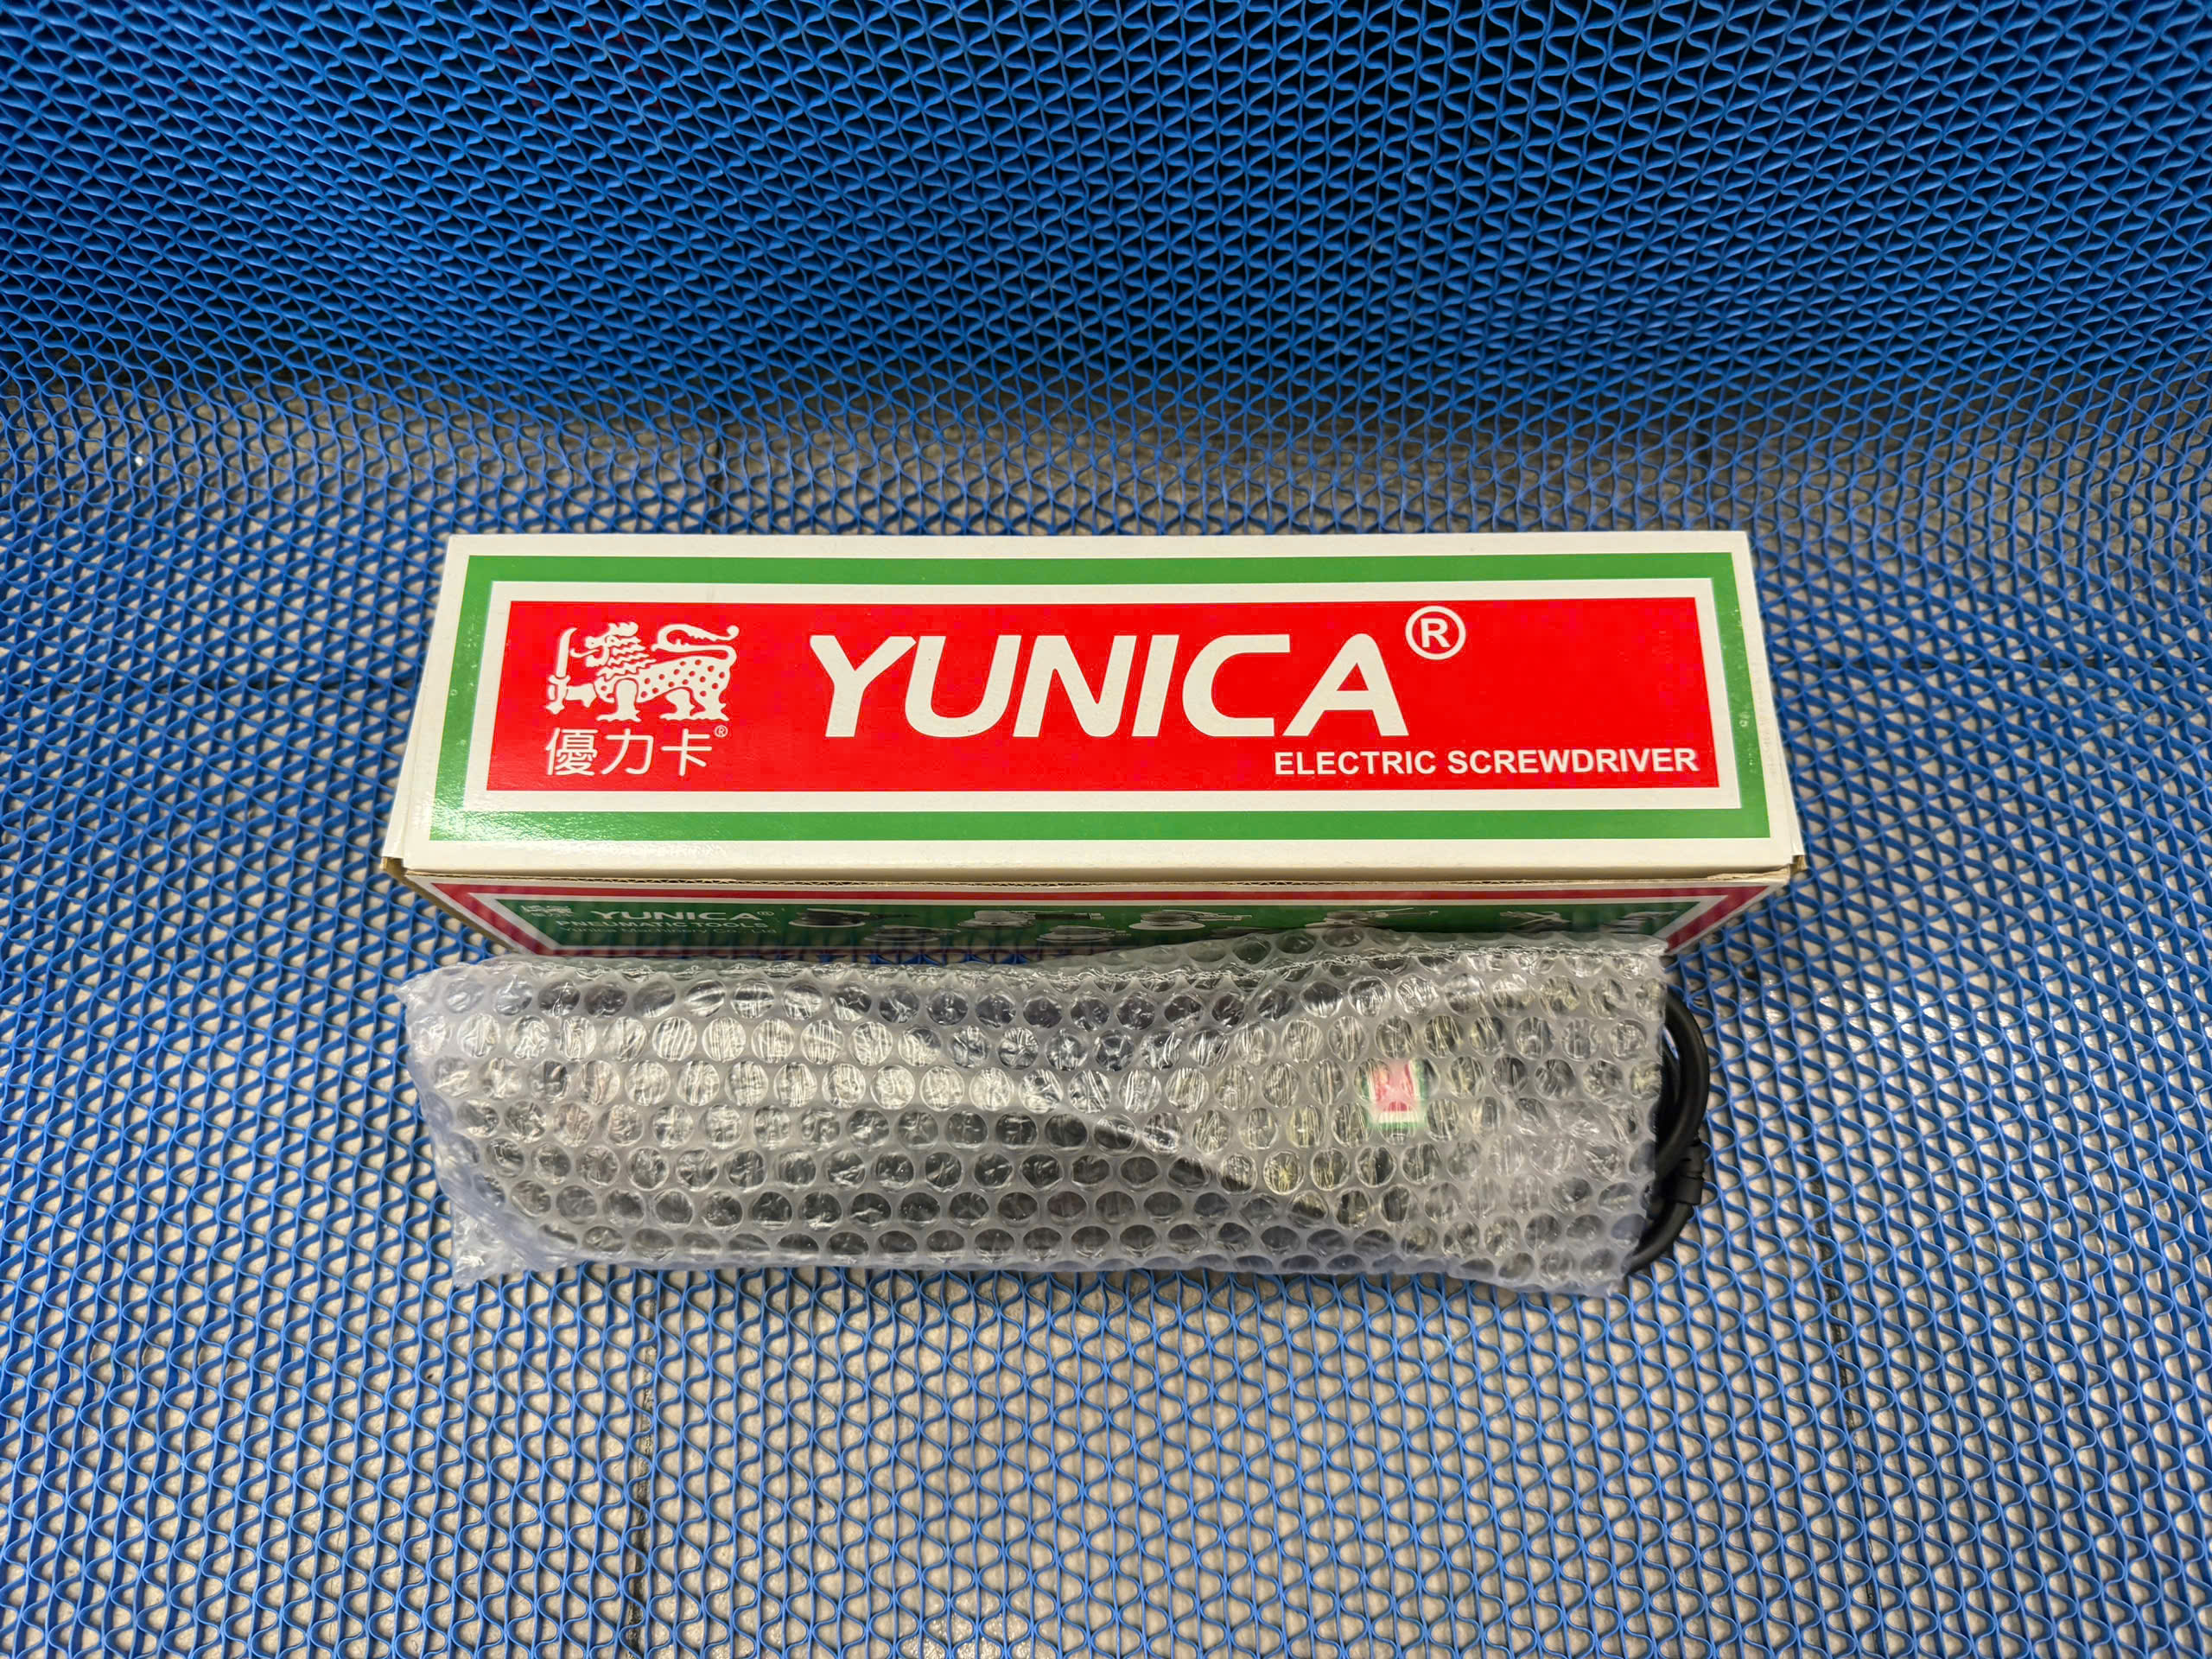 YUNICA®
優力卡®
ELECTRIC SCREWDRIVER
YUNICA®
PNEUMATIC TOOLS